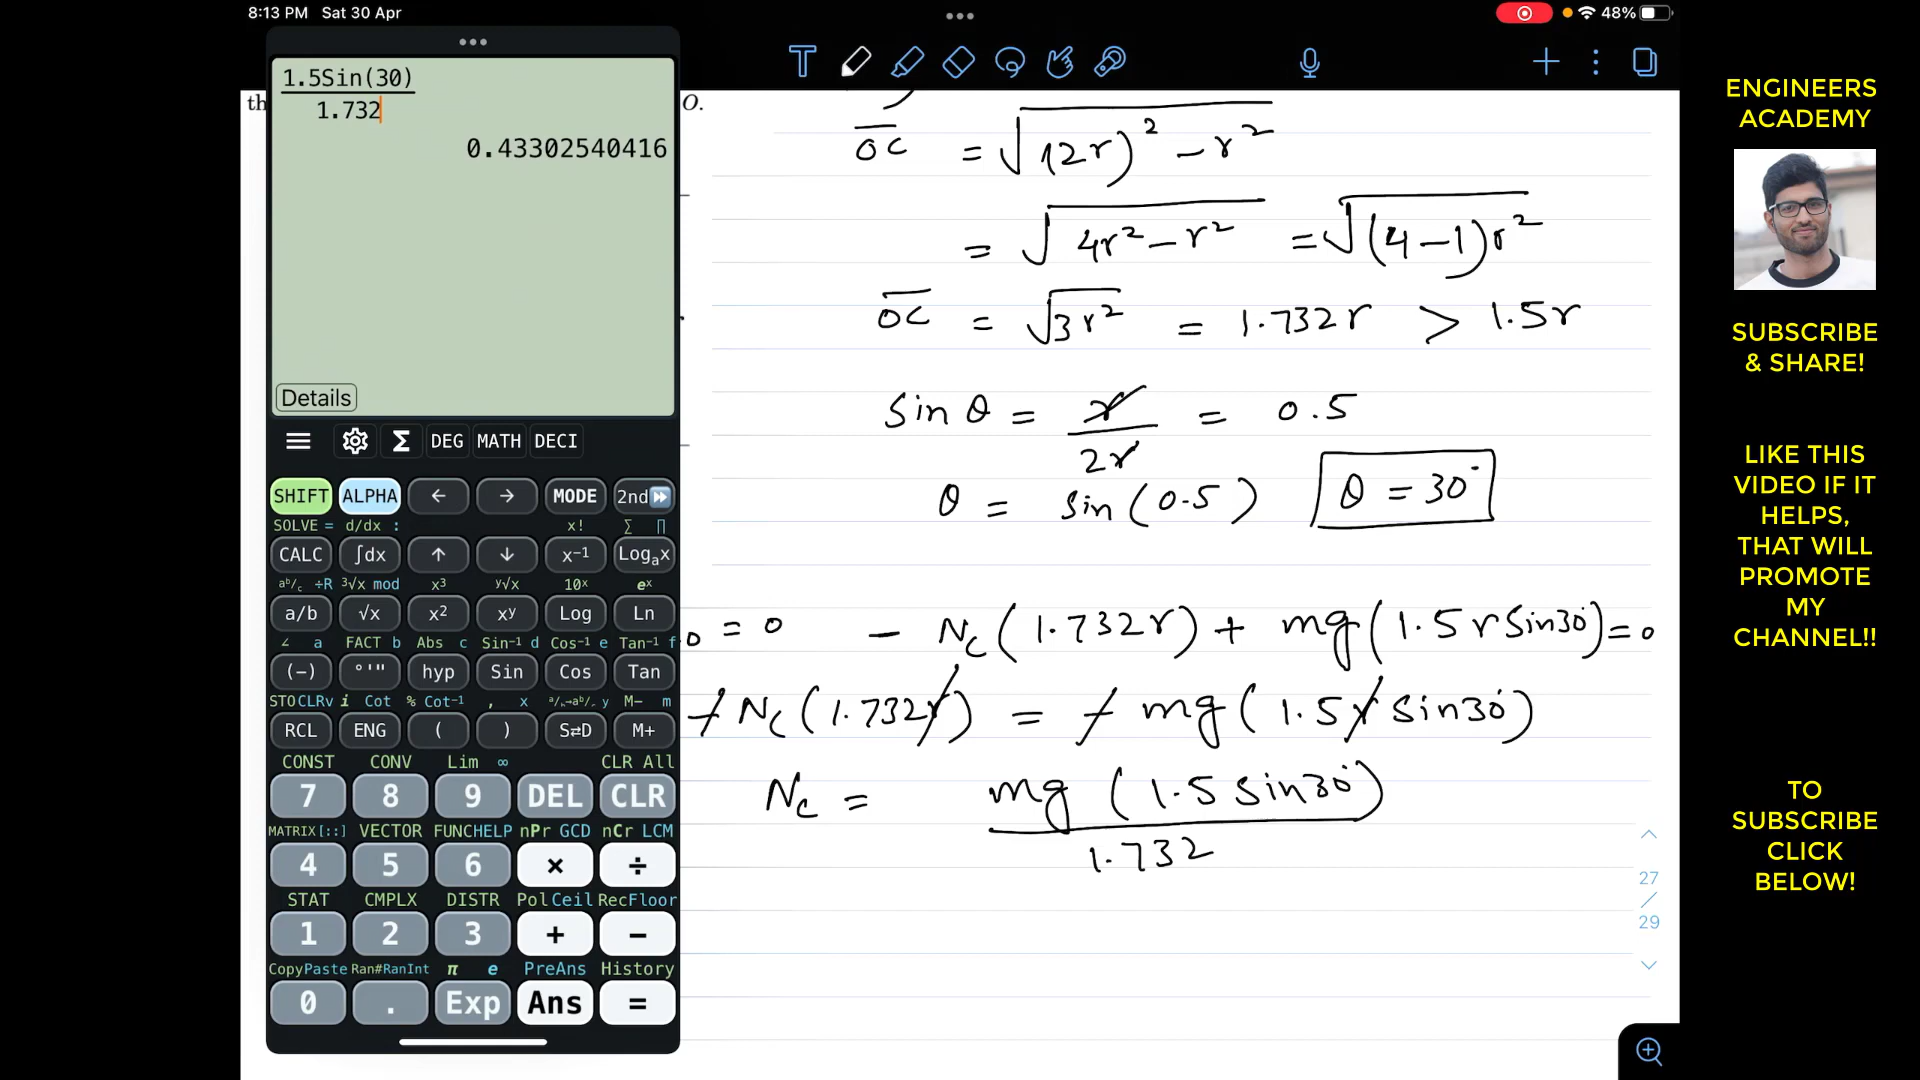 8:13 PM Sat 30 Apr
48%
1.5Sin(30)
1.732
0.43302540416
Details
DEG MATH DECI
SHIFT ALPHA ← → MODE 2nd
SOLVE = d/dx : x! ∑ ∏
CALC ∫dx ↑ ↓ x⁻¹ Logₐx
aᵇ/꜀ ÷R ³√x mod x³ ʸ√x 10ˣ eˣ
a/b √x x² xʸ Log Ln
∠ a FACT b Abs c Sin⁻¹ d Cos⁻¹ e Tan⁻¹ f
(−) °'" hyp Sin Cos Tan
STO CLRv i Cot % Cot⁻¹ , x y M− m
RCL ENG ( ) S⇄D M+
CONST CONV Lim ∞ CLR All
7 8 9 DEL CLR
MATRIX[::] VECTOR FUNC HELP nPr GCD nCr LCM
4 5 6 × ÷
STAT CMPLX DISTR Pol Ceil Rec Floor
1 2 3 + −
Copy Paste Ran# RanInt π e PreAns History
0 . Exp Ans =
th
O.
OC = √(2r)² − r²
= √4r² − r² = √(4−1)r²
OC = √3r² = 1.732r > 1.5r
sin θ = r/2r = 0.5
θ = sin(0.5) θ = 30°
0 = 0 − Nc(1.732r) + mg(1.5rsin30°) = 0
− Nc(1.732r) = − mg(1.5r sin30°)
Nc = mg(1.5 sin30°)
1.732
27
/
29
ENGINEERS
ACADEMY
SUBSCRIBE
& SHARE!
LIKE THIS
VIDEO IF IT
HELPS,
THAT WILL
PROMOTE
MY
CHANNEL!!
TO
SUBSCRIBE
CLICK
BELOW!